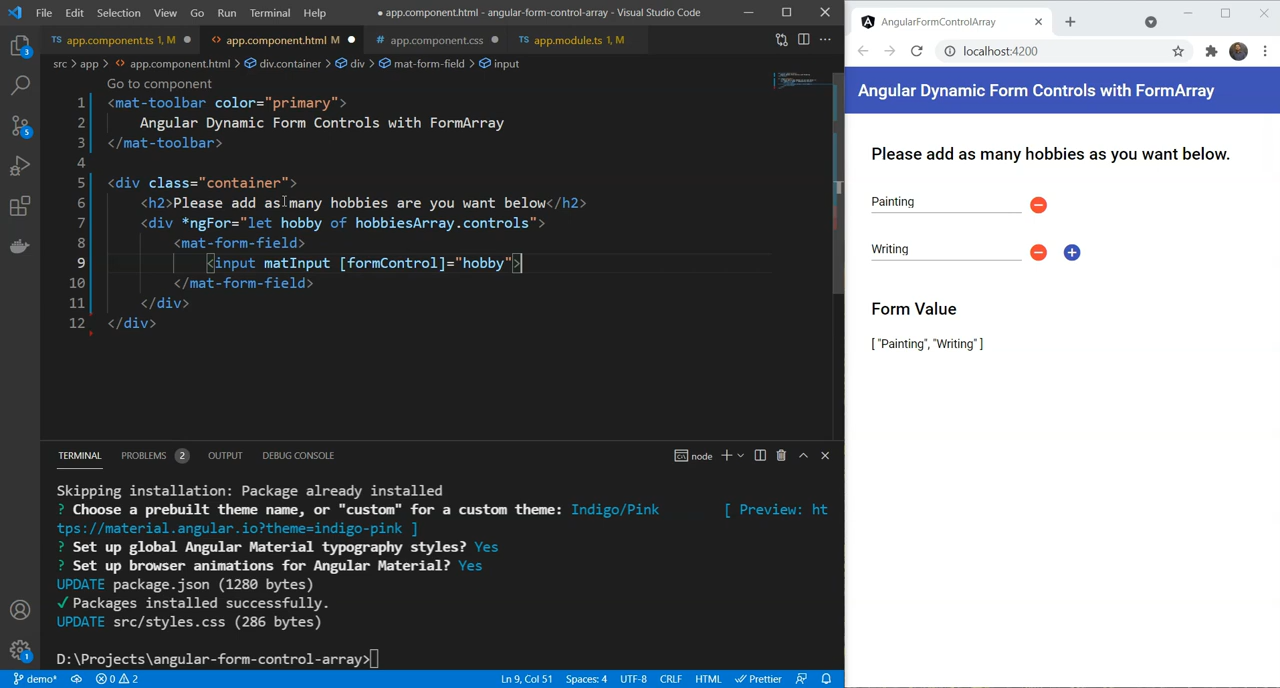 File Edit Selection View Go Run Terminal Help
● app.component.html - angular-form-control-array - Visual Studio Code
TS app.component.ts 1, M ●
<> app.component.html M ●
# app.component.css ●
TS app.module.ts 1, M
src > app > <> app.component.html > div.container > div > mat-form-field > input
Go to component
1 <mat-toolbar color="primary">
2 Angular Dynamic Form Controls with FormArray
3 </mat-toolbar>
4
5 <div class="container">
6 <h2>Please add as many hobbies are you want below</h2>
7 <div *ngFor="let hobby of hobbiesArray.controls">
8 <mat-form-field>
9 <input matInput [formControl]="hobby">
10 </mat-form-field>
11 </div>
12 </div>
3
5
TERMINAL PROBLEMS 2 OUTPUT DEBUG CONSOLE
node
Skipping installation: Package already installed
? Choose a prebuilt theme name, or "custom" for a custom theme: Indigo/Pink [ Preview: ht
tps://material.angular.io?theme=indigo-pink ]
? Set up global Angular Material typography styles? Yes
? Set up browser animations for Angular Material? Yes
UPDATE package.json (1280 bytes)
✓ Packages installed successfully.
UPDATE src/styles.css (286 bytes)
D:\Projects\angular-form-control-array>
1
demo* 0 2
Ln 9, Col 51 Spaces: 4 UTF-8 CRLF HTML Prettier
AngularFormControlArray
localhost:4200
Angular Dynamic Form Controls with FormArray
Please add as many hobbies as you want below.
Painting
Writing
Form Value
[ "Painting", "Writing" ]